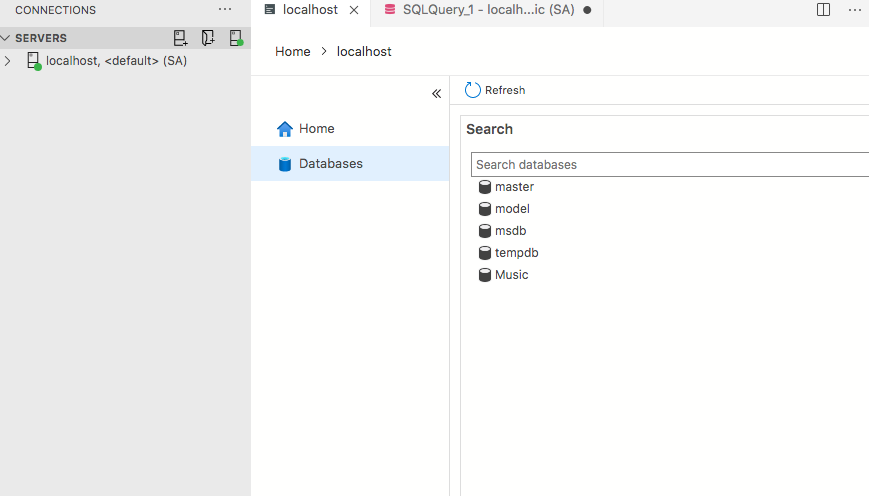 CONNECTIONS
SERVERS
localhost, <default> (SA)
localhost
SQLQuery_1 - localh...ic (SA)
Home > localhost
Home
Databases
Refresh
Search
Search databases
master
model
msdb
tempdb
Music